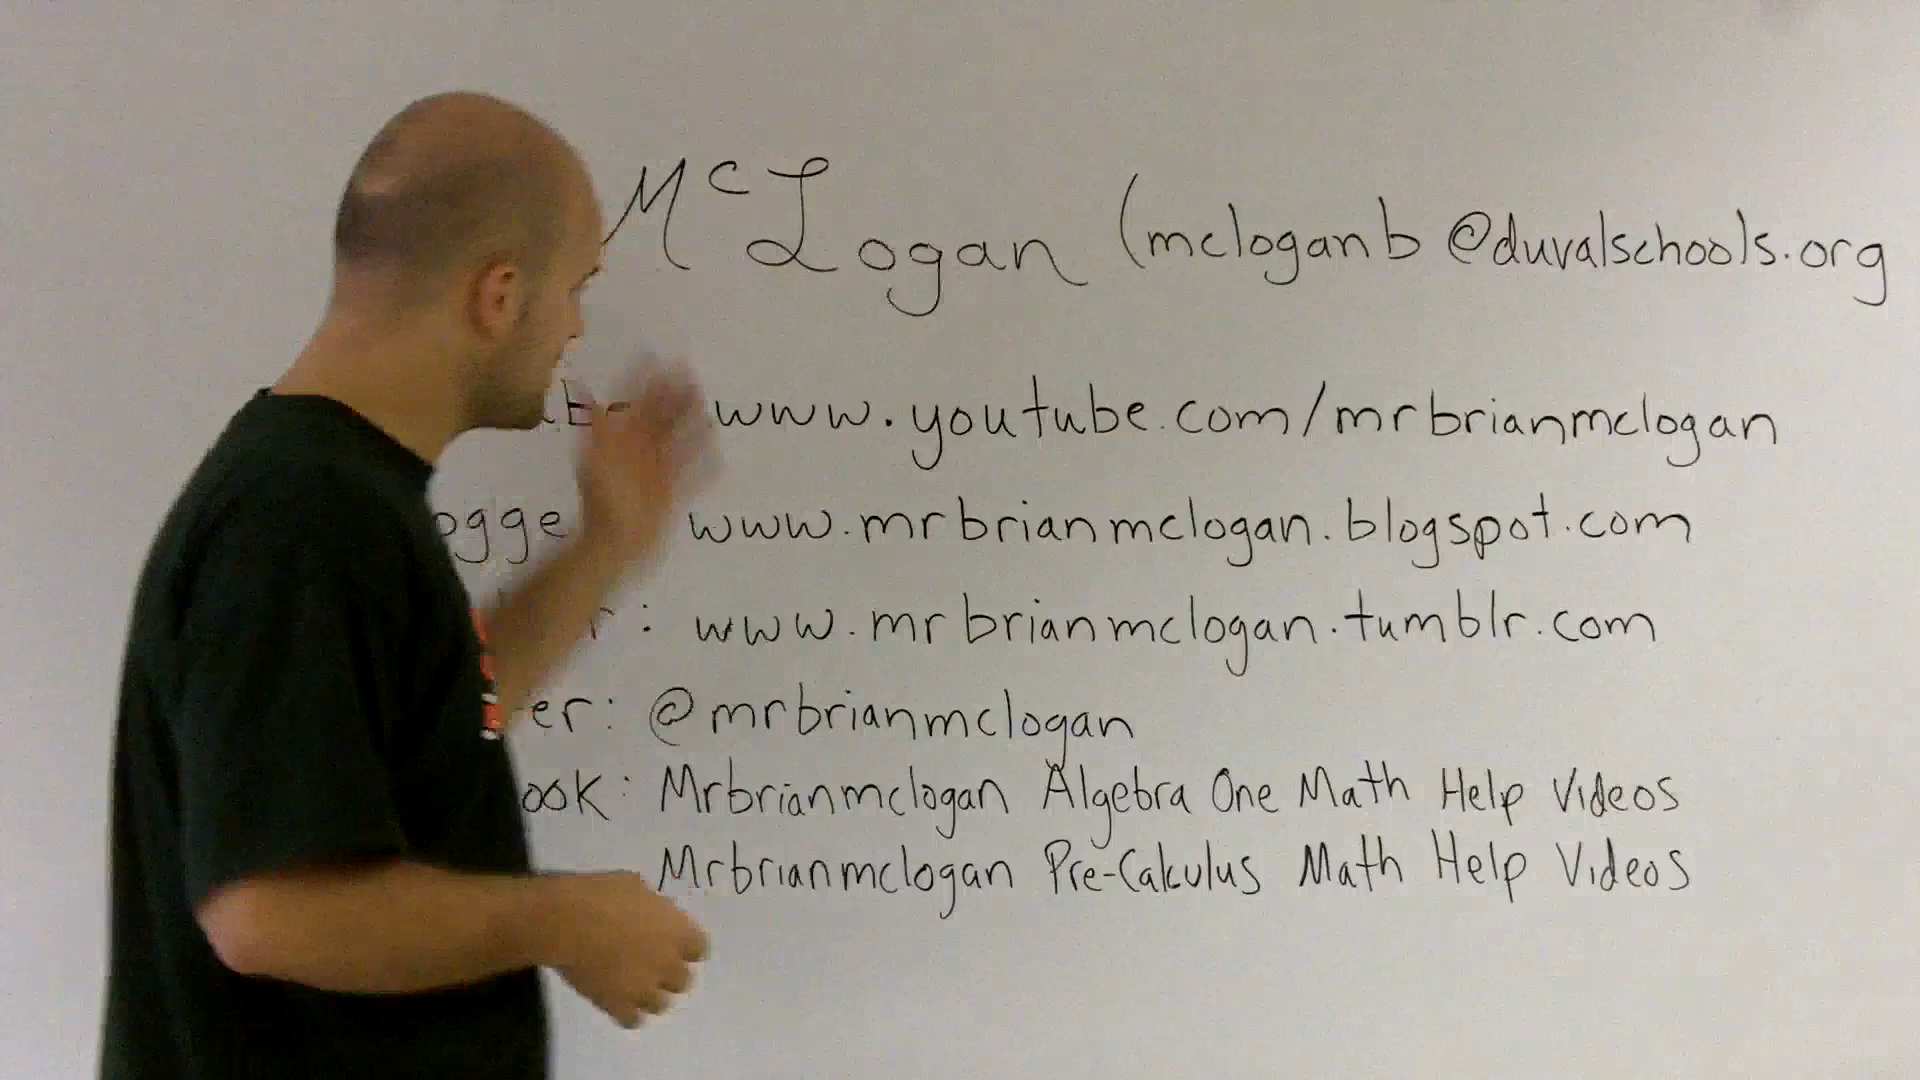 McLogan (mcloganb @duvalschools.org
www.youtube.com/mrbrianmclogan
ogge www.mrbrianmclogan.blogspot.com
r: www.mrbrianmclogan.tumblr.com
er: @mrbrianmclogan
ook: Mrbrianmclogan Algebra One Math Help Videos
Mrbrianmclogan Pre-Calculus Math Help Videos